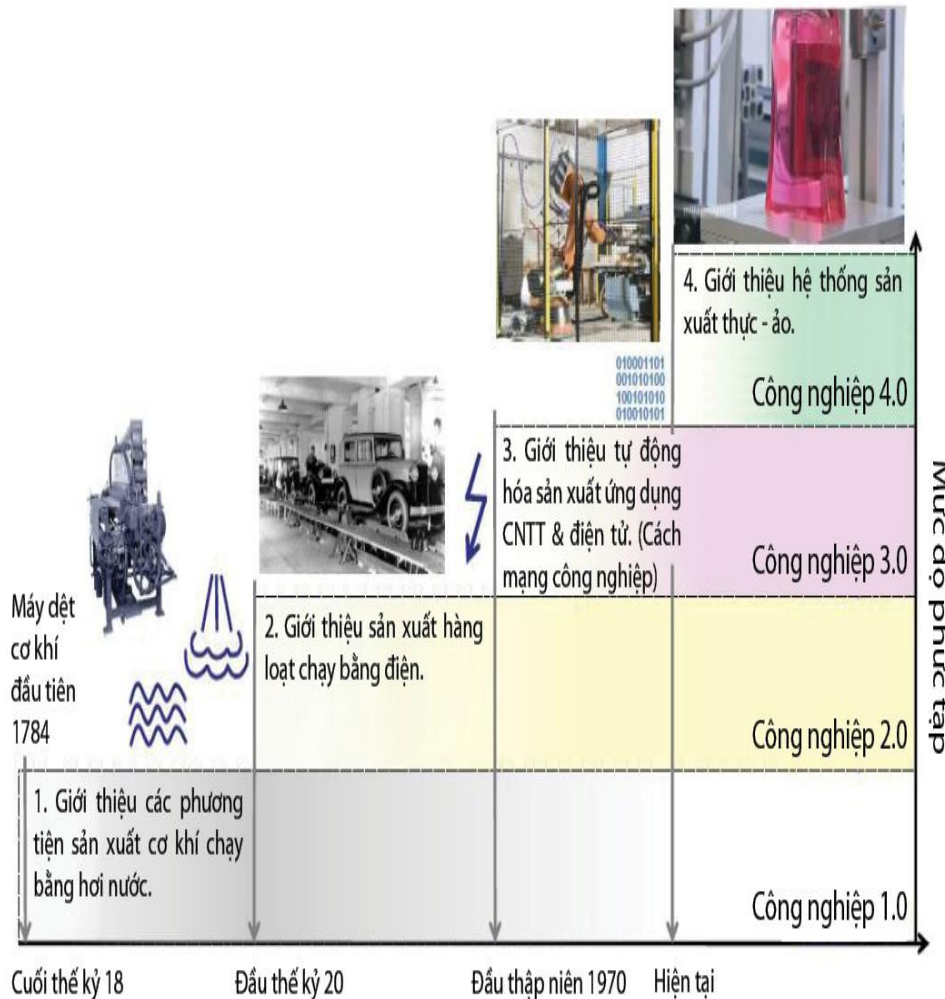 4. Giới thiệu hệ thống sản
xuất thực - ảo.
Công nghiệp 4.0
010001101
001010100
100101010
010010101
3. Giới thiệu tự động
hóa sản xuất ứng dụng
CNTT & điện tử. (Cách
mạng công nghiệp)
Công nghiệp 3.0
Mức độ phức tạp
Máy dệt
cơ khí
đầu tiên
1784
2. Giới thiệu sản xuất hàng
loạt chạy bằng điện.
Công nghiệp 2.0
1. Giới thiệu các phương
tiện sản xuất cơ khí chạy
bằng hơi nước.
Công nghiệp 1.0
Cuối thế kỷ 18
Đầu thế kỷ 20
Đầu thập niên 1970
Hiện tại